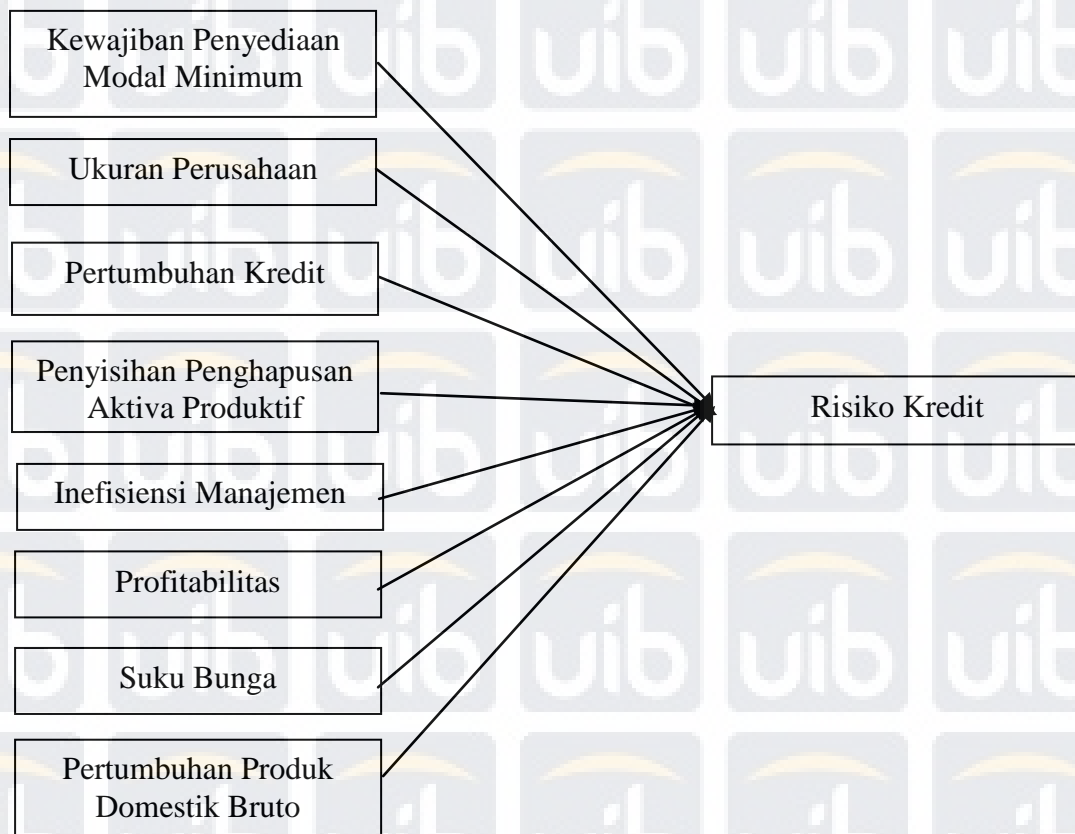 Kewajiban Penyediaan
Modal Minimum
Ukuran Perusahaan
Pertumbuhan Kredit
Penyisihan Penghapusan
Aktiva Produktif
Risiko Kredit
Inefisiensi Manajemen
Profitabilitas
Suku Bunga
Pertumbuhan Produk
Domestik Bruto
uib